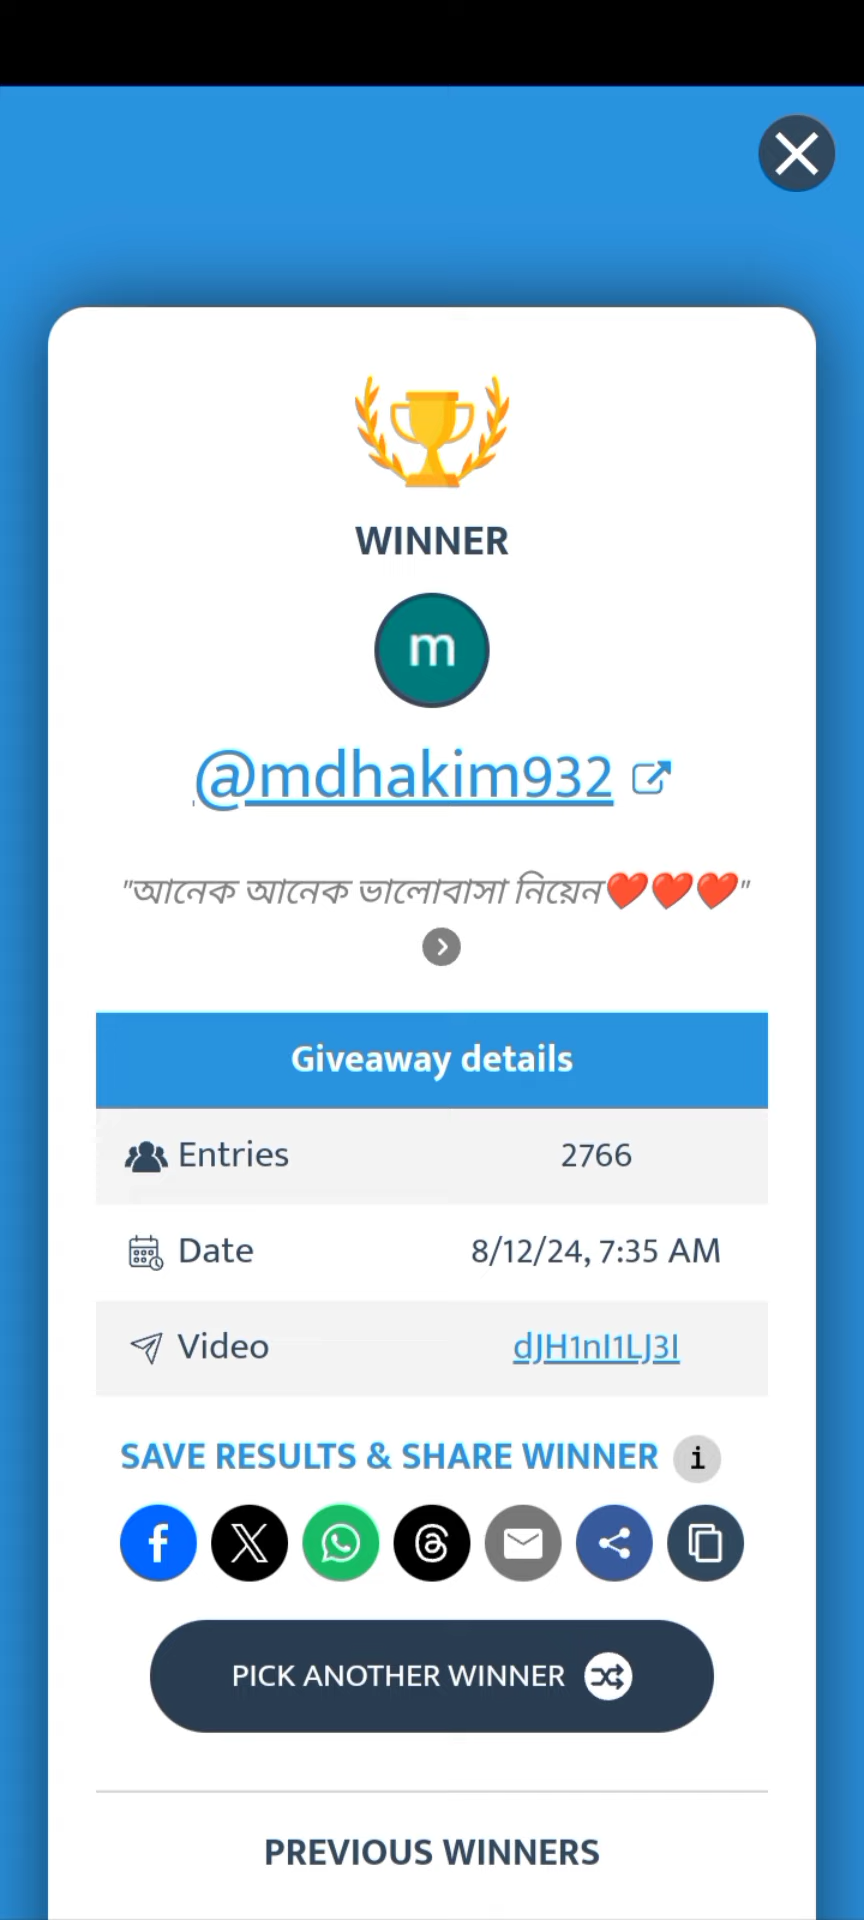 WINNER
m
@mdhakim932
"আনেক আনেক ভালোবাসা নিয়েন❤️❤️❤️"
Giveaway details
Entries 2766
Date 8/12/24, 7:35 AM
Video dJH1nI1LJ3I
SAVE RESULTS & SHARE WINNER i
PICK ANOTHER WINNER
PREVIOUS WINNERS